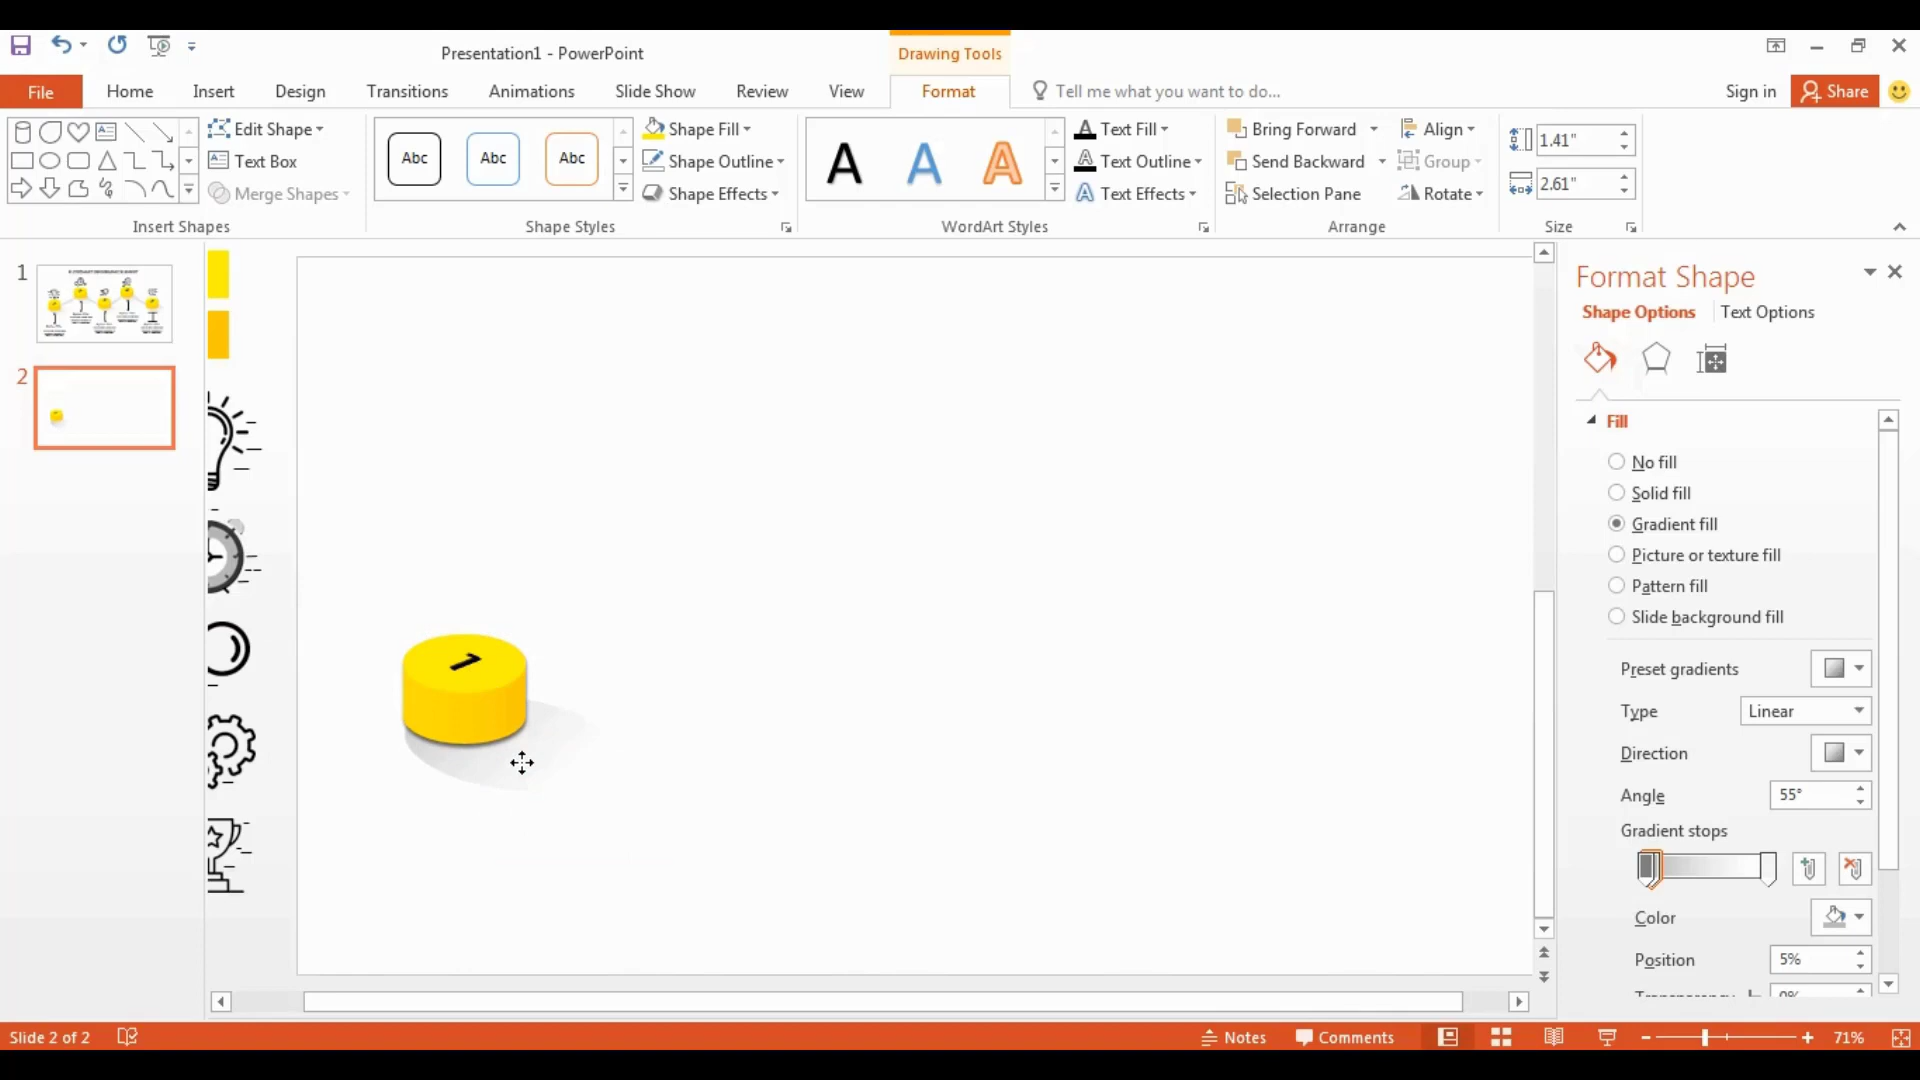 Presentation1 - PowerPoint
Drawing Tools
File
Home
Insert
Design
Transitions
Animations
Slide Show
Review
View
Format
Tell me what you want to do...
Sign in
Share
Edit Shape
Text Box
Merge Shapes
Insert Shapes
Abc
Abc
Abc
Shape Fill
Shape Outline
Shape Effects
Shape Styles
A
A
A
Text Fill
Text Outline
Text Effects
WordArt Styles
Bring Forward
Send Backward
Selection Pane
Align
Group
Rotate
Arrange
1.41"
2.61"
Size
1
2
1
Format Shape
Shape Options
Text Options
Fill
No fill
Solid fill
Gradient fill
Picture or texture fill
Pattern fill
Slide background fill
Preset gradients
Type
Linear
Direction
Angle
55°
Gradient stops
Color
Position
5%
Transparency
0%
Slide 2 of 2
Notes
Comments
71%